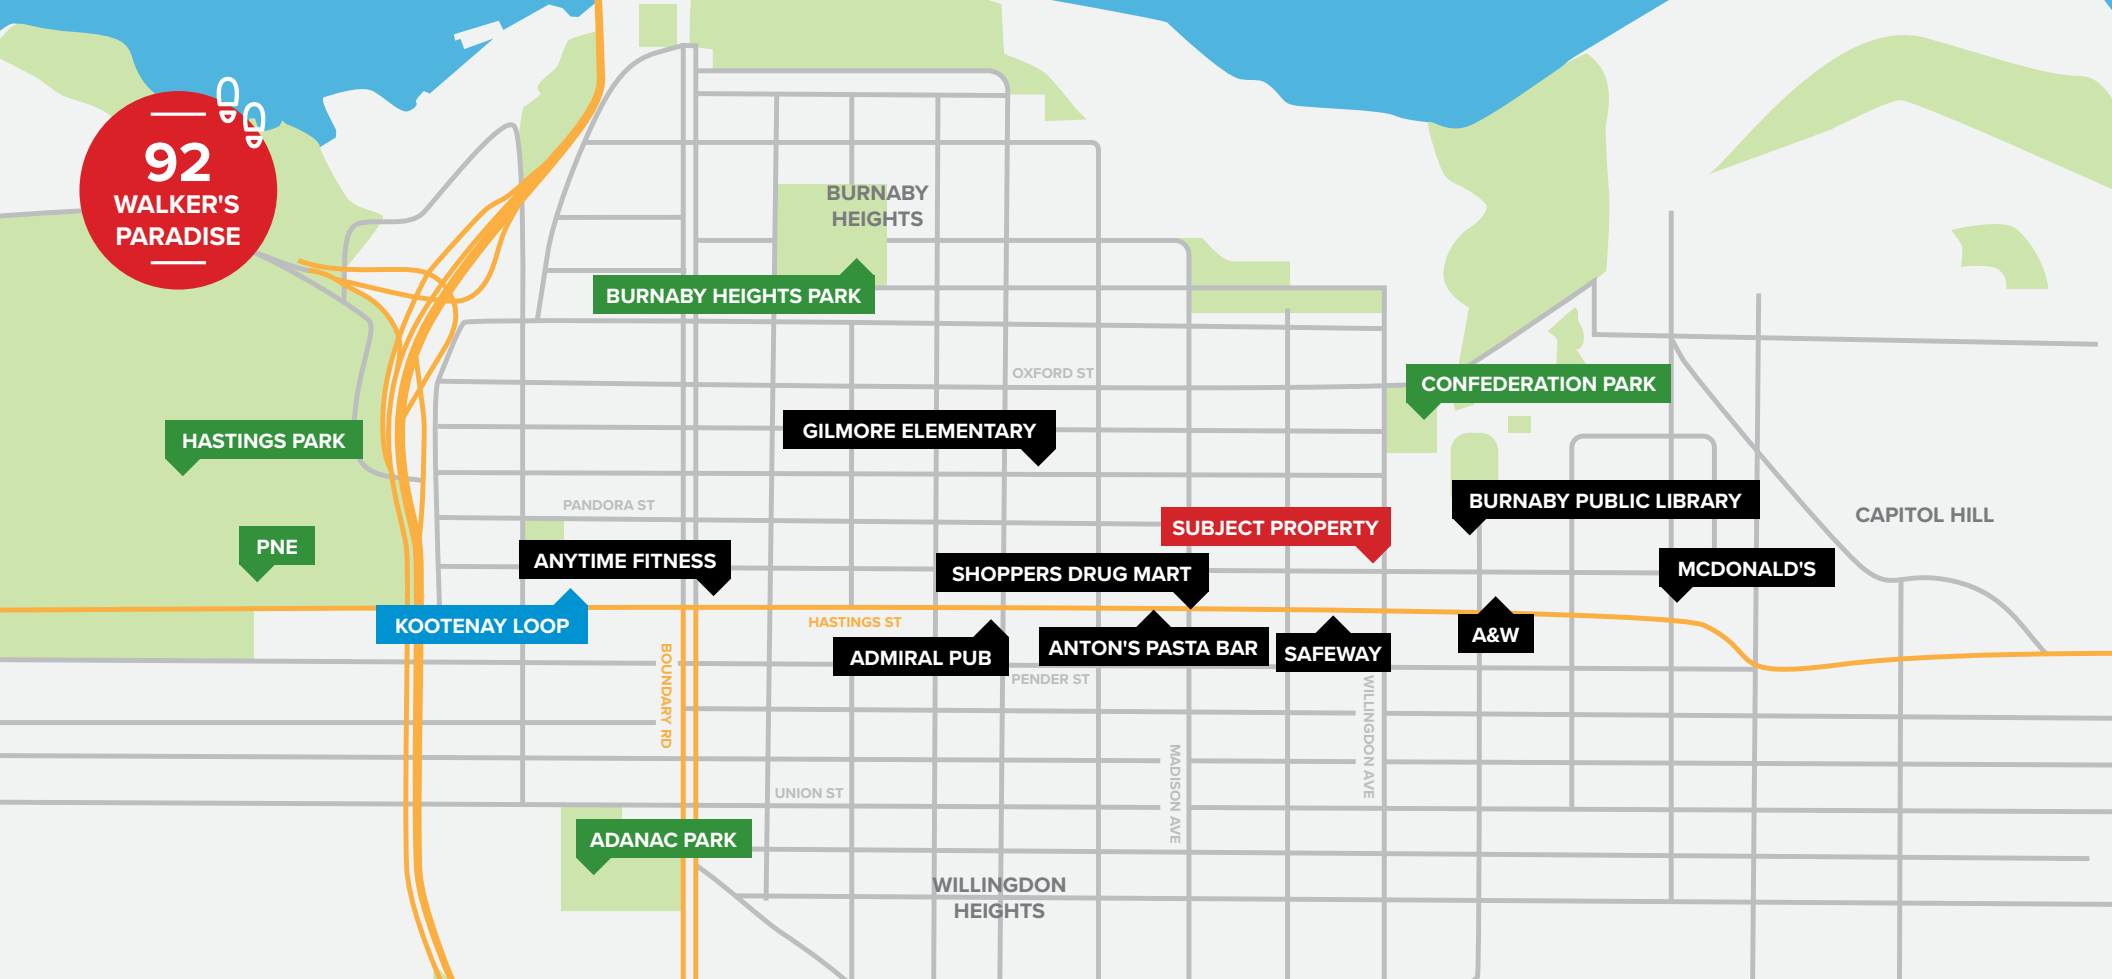 92
WALKER'S
PARADISE
BURNABY
HEIGHTS
BURNABY HEIGHTS PARK
OXFORD ST
CONFEDERATION PARK
GILMORE ELEMENTARY
HASTINGS PARK
PANDORA ST
BURNABY PUBLIC LIBRARY
CAPITOL HILL
SUBJECT PROPERTY
PNE
ANYTIME FITNESS
SHOPPERS DRUG MART
MCDONALD'S
KOOTENAY LOOP
HASTINGS ST
A&W
ADMIRAL PUB
ANTON'S PASTA BAR
SAFEWAY
BOUNDARY RD
PENDER ST
WILLINGDON AVE
MADISON AVE
UNION ST
ADANAC PARK
WILLINGDON
HEIGHTS